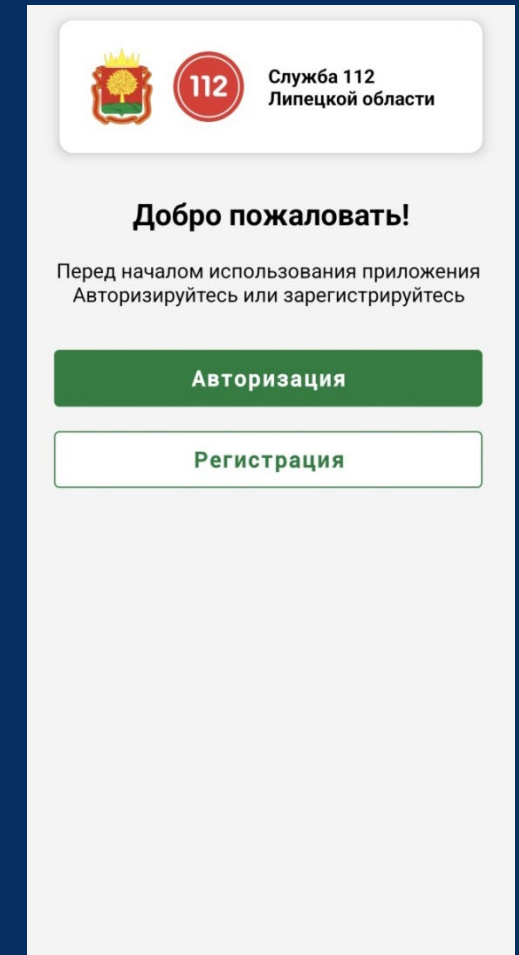 112
Служба 112
Липецкой области
Добро пожаловать!
Перед началом использования приложения
Авторизируйтесь или зарегистрируйтесь
Авторизация
Регистрация